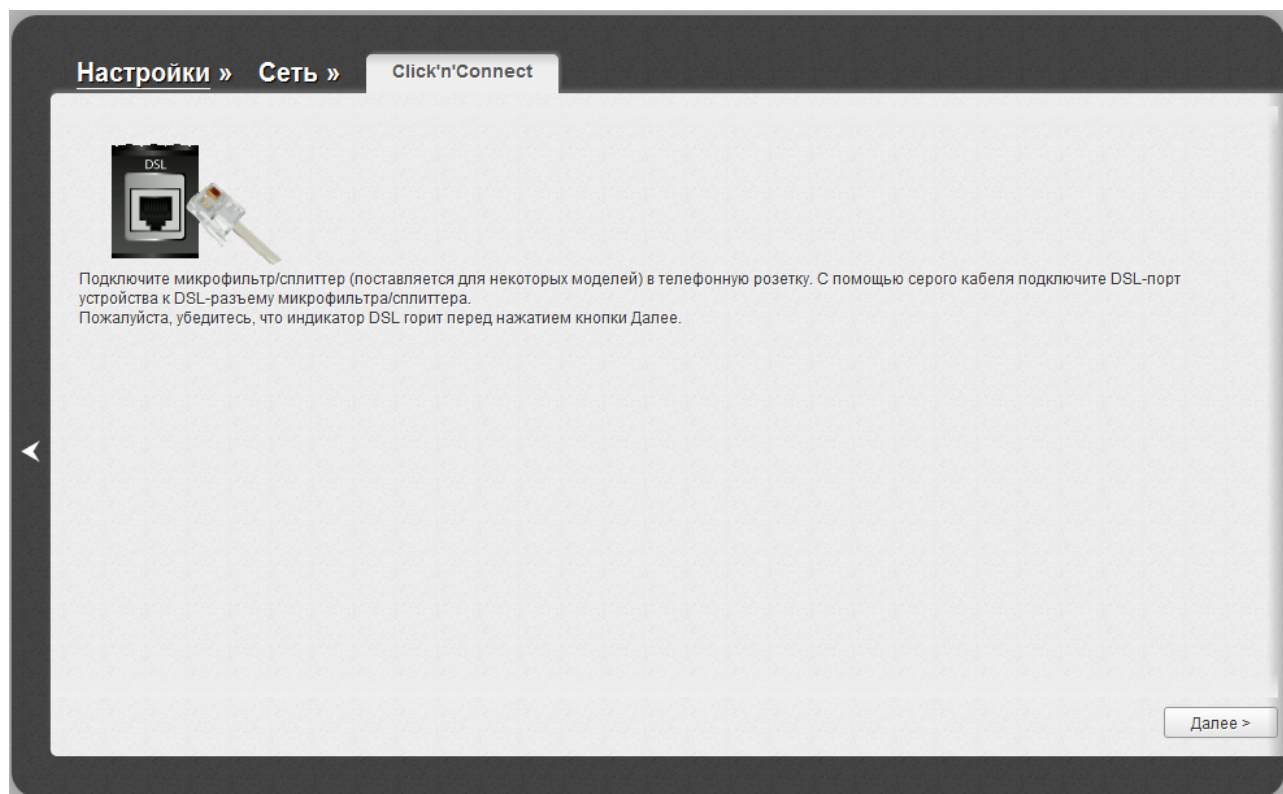 Настройки » Сеть » Click'n'Connect
DSL
Подключите микрофильтр/сплиттер (поставляется для некоторых моделей) в телефонную розетку. С помощью серого кабеля подключите DSL-порт
устройства к DSL-разъему микрофильтра/сплиттера.
Пожалуйста, убедитесь, что индикатор DSL горит перед нажатием кнопки Далее.
Далее >